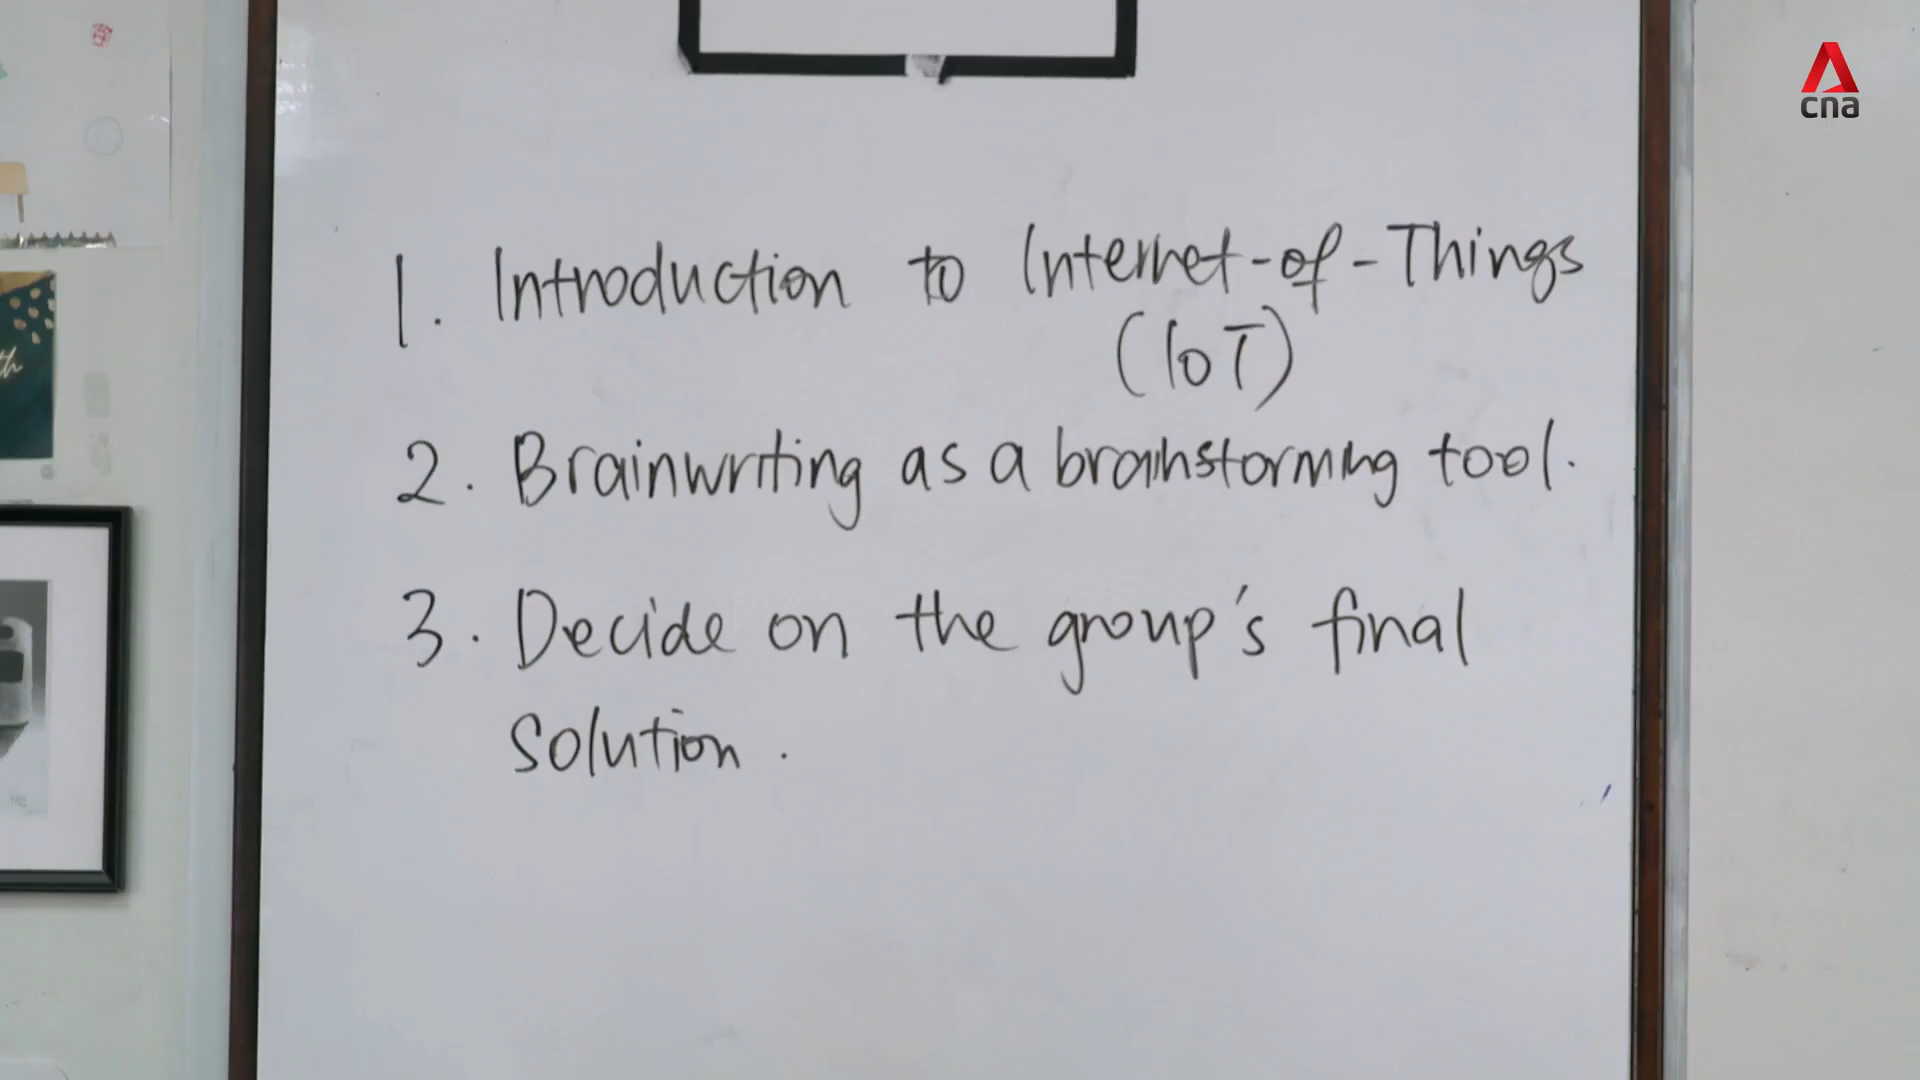 cna
1. Introduction to Internet-of-Things
(IoT)
2. Brainwriting as a brainstorming tool.
3. Decide on the group's final
solution.
th